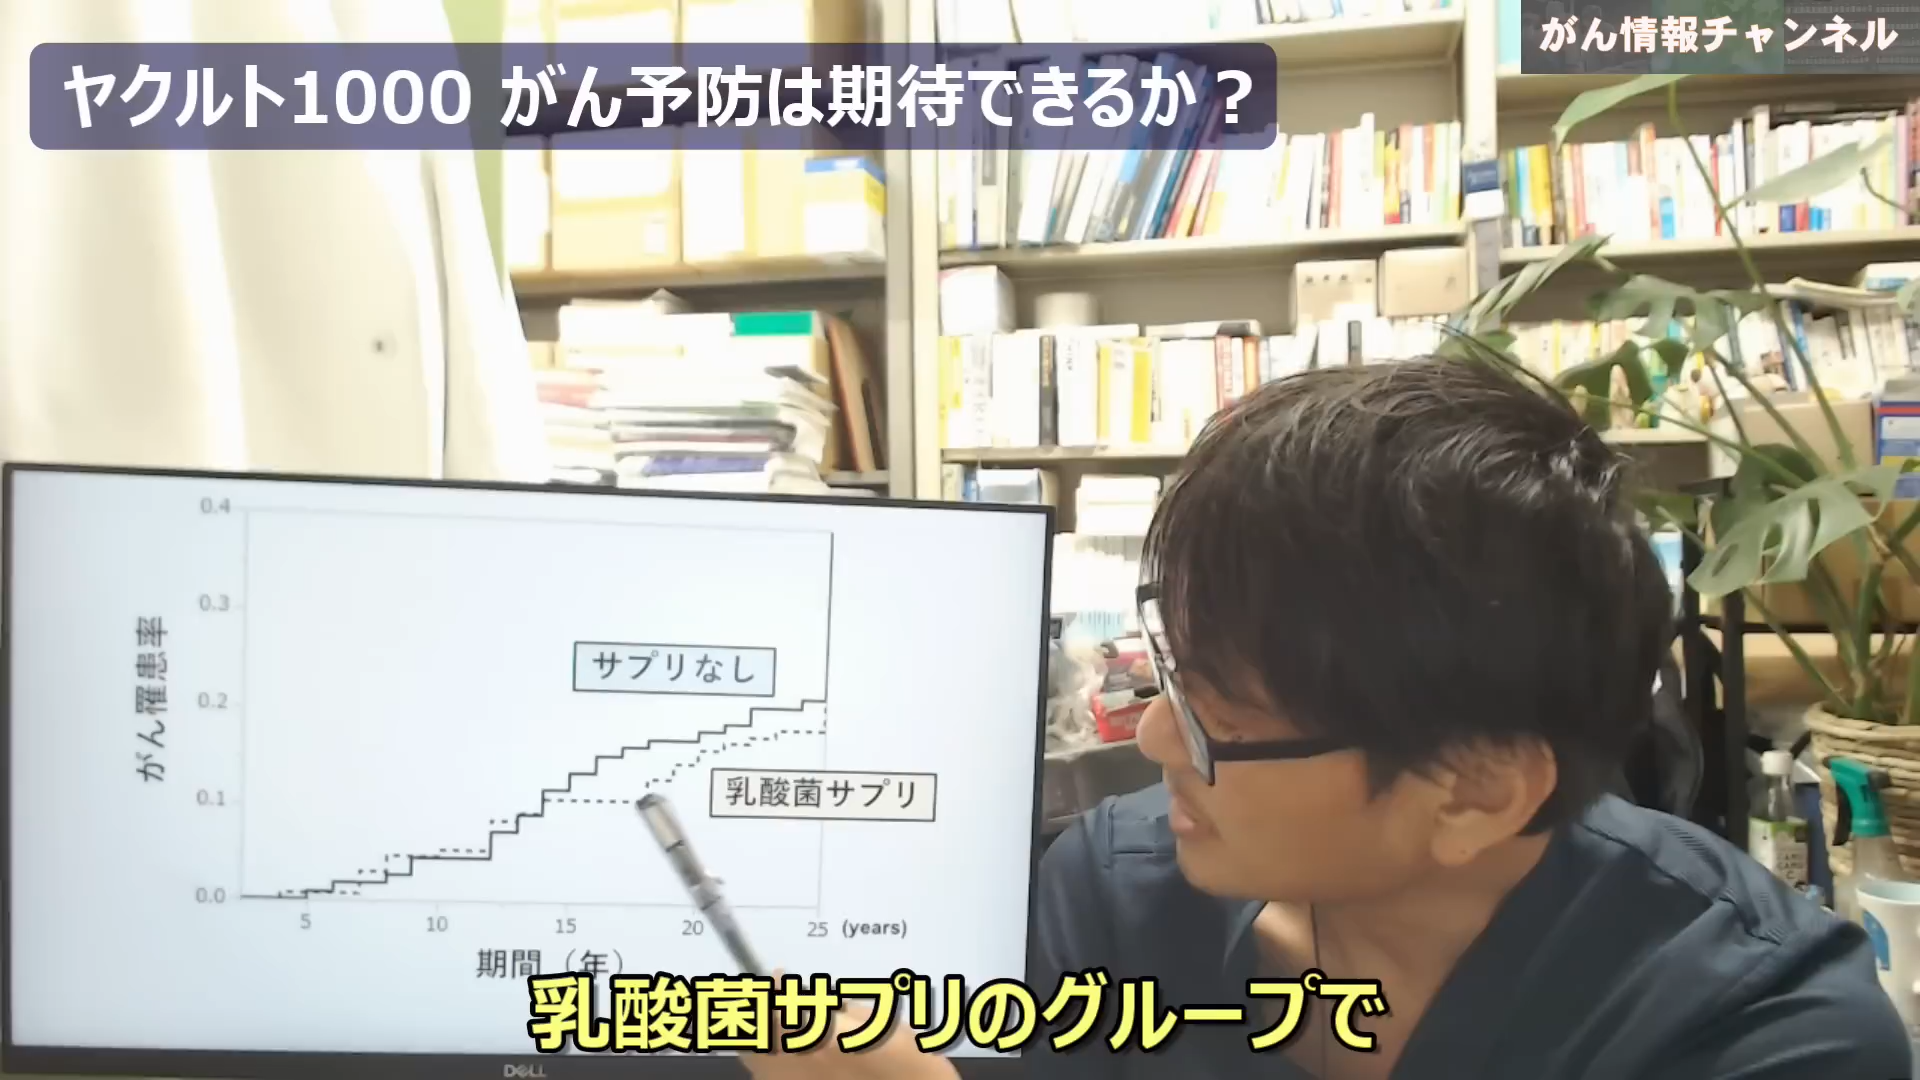 がん情報チャンネル
ヤクルト1000 がん予防は期待できるか？
0.4
0.3
0.2
0.1
0.0
がん罹患率
サプリなし
乳酸菌サプリ
5 10 15 20 25 (years)
期間（年）
乳酸菌サプリのグループで
DELL